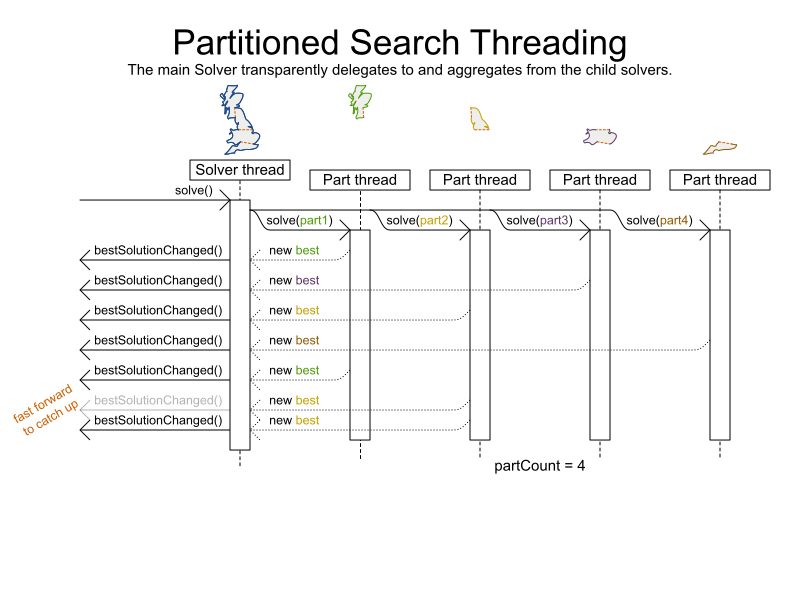 Partitioned Search Threading
The main Solver transparently delegates to and aggregates from the child solvers.
Solver thread
Part thread
Part thread
Part thread
Part thread
solve()
solve(part1)
solve(part2)
solve(part3)
solve(part4)
bestSolutionChanged()
new best
bestSolutionChanged()
new best
bestSolutionChanged()
new best
bestSolutionChanged()
new best
bestSolutionChanged()
new best
fast forward
to catch up
bestSolutionChanged()
new best
bestSolutionChanged()
new best
partCount = 4